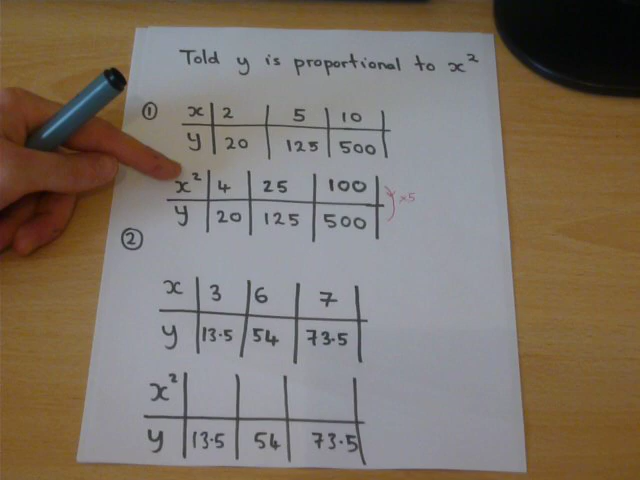 Told y is proportional to x²
① x 2 5 10
y 20 125 500
x² 4 25 100
y 20 125 500
×5
②
x 3 6 7
y 13.5 54 73.5
x²
y 13.5 54 73.5